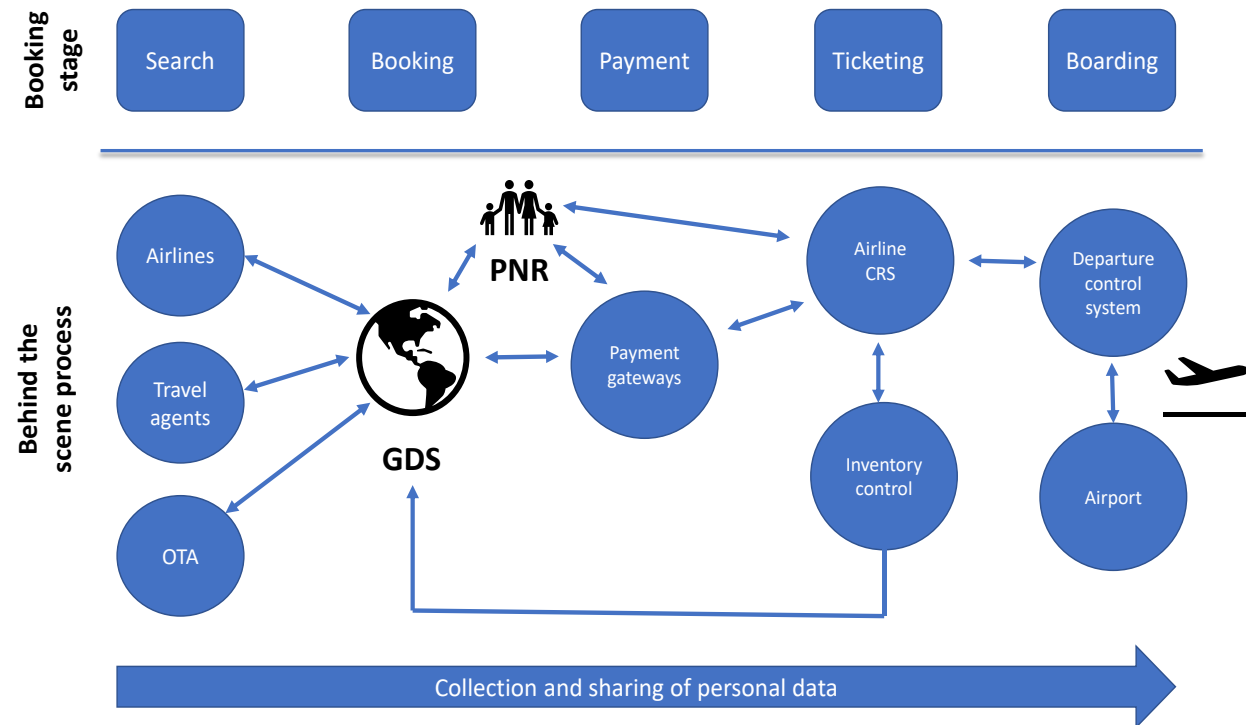 Booking
stage
Search
Booking
Payment
Ticketing
Boarding
Behind the
scene process
Airlines
Travel
agents
OTA
GDS
PNR
Payment
gateways
Airline
CRS
Inventory
control
Departure
control
system
Airport
Collection and sharing of personal data